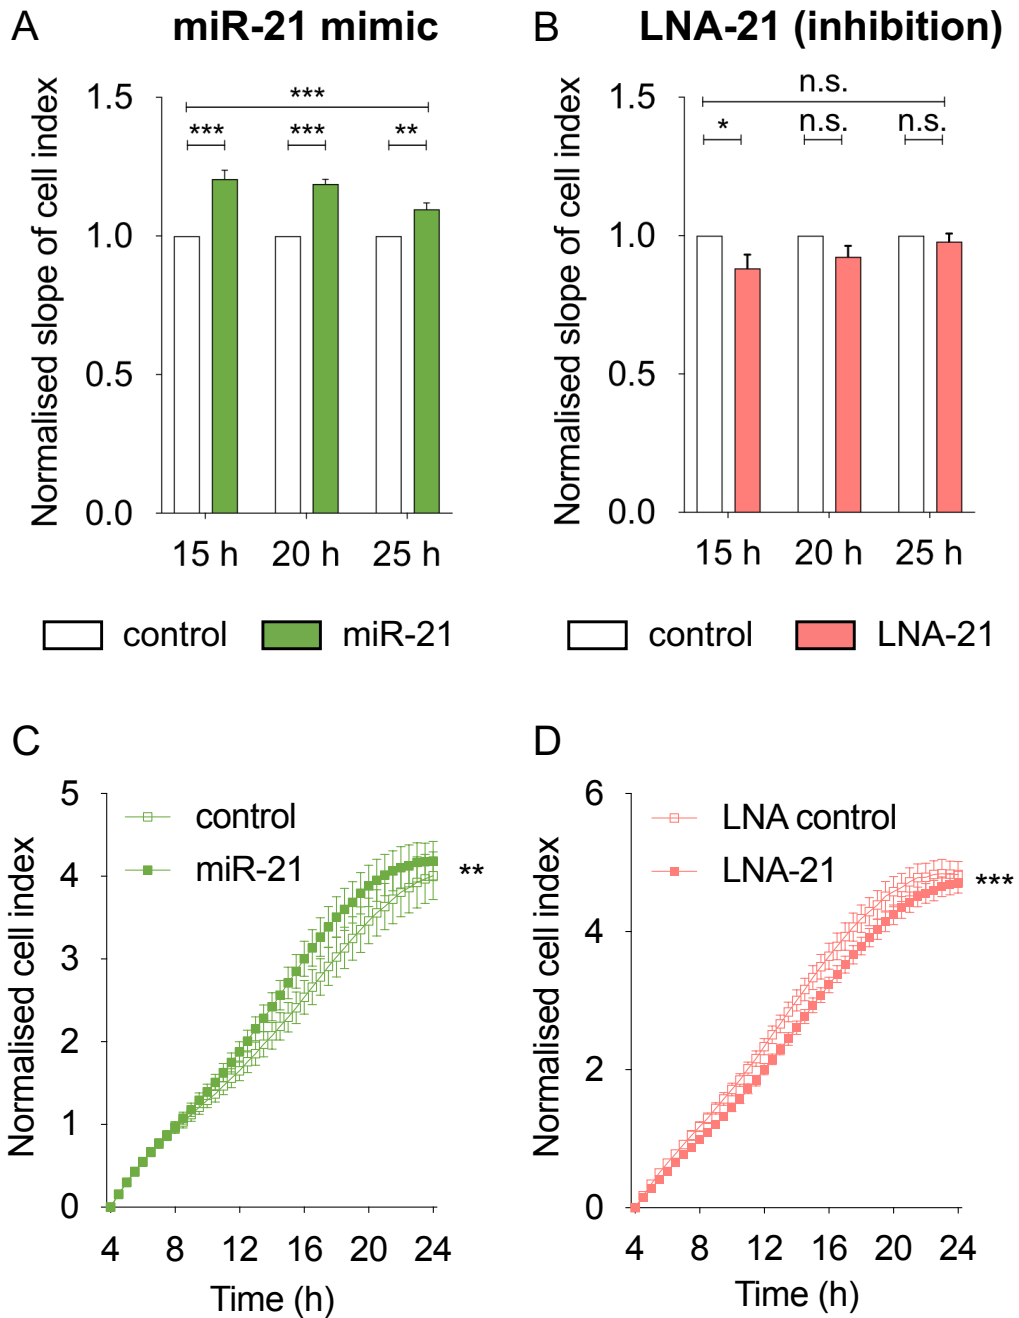 A
miR-21 mimic
Normalised slope of cell index
1.5
1.0
0.5
0.0
***
***
***
**
15 h
20 h
25 h
control
miR-21
B
LNA-21 (inhibition)
Normalised slope of cell index
1.5
1.0
0.5
0.0
n.s.
*
n.s.
n.s.
15 h
20 h
25 h
control
LNA-21
C
Normalised cell index
5
4
3
2
1
0
control
miR-21
**
4
8
12
16
20
24
Time (h)
D
Normalised cell index
6
4
2
0
LNA control
LNA-21
***
4
8
12
16
20
24
Time (h)